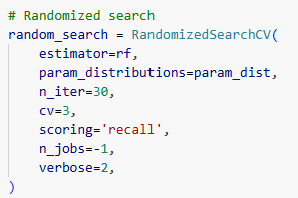 # Randomized search
random_search = RandomizedSearchCV(
    estimator=rf,
    param_distributions=param_dist,
    n_iter=30,
    cv=3,
    scoring='recall',
    n_jobs=-1,
    verbose=2,
)